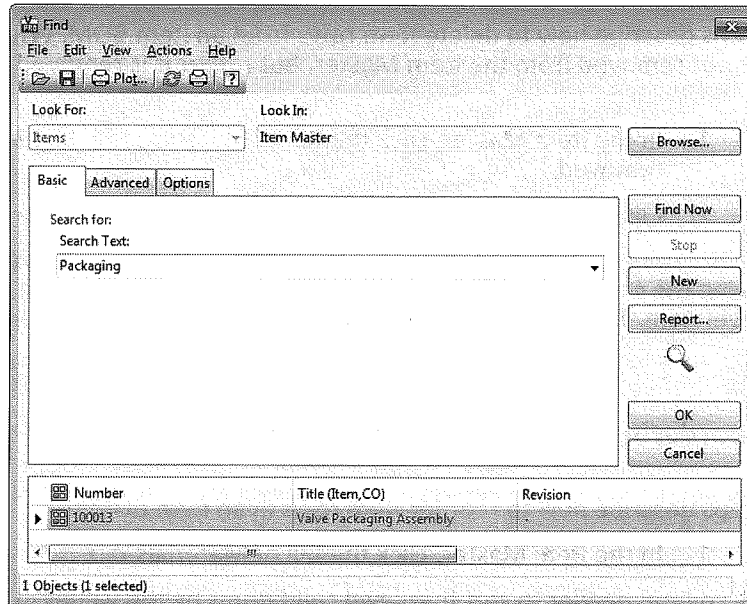 Find
File Edit View Actions Help
Plot...
Look For: Look In:
Items Item Master Browse...
Basic Advanced Options
Search for:
Search Text:
Packaging
Find Now
Stop
New
Report...
OK
Cancel
Number Title (Item,CO) Revision
100013 Valve Packaging Assembly -
1 Objects (1 selected)